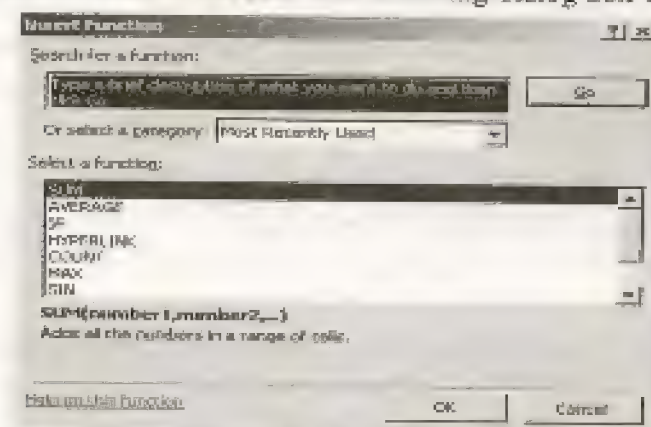 Insert Function
Search for a function:
Type a brief description of what you want to do and then
click Go
Go
Or select a category: Most Recently Used
Select a function:
SUM
AVERAGE
IF
HYPERLINK
COUNT
MAX
SIN
SUM(number1,number2,...)
Adds all the numbers in a range of cells.
Help on this function
OK
Cancel